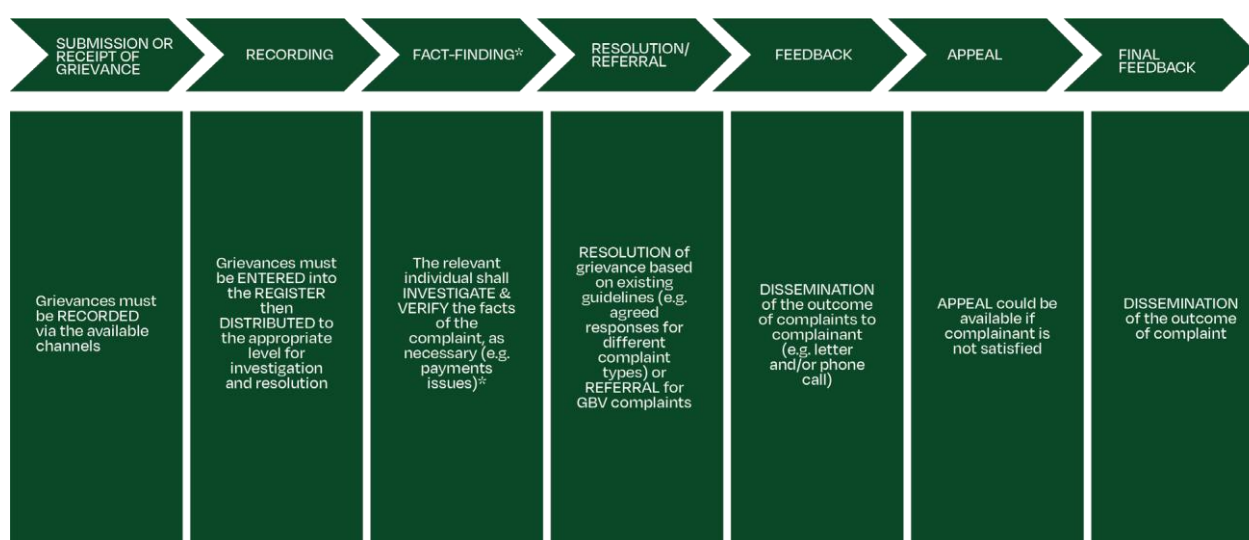 SUBMISSION OR
RECEIPT OF
GRIEVANCE
RECORDING
FACT-FINDING*
RESOLUTION/
REFERRAL
FEEDBACK
APPEAL
FINAL
FEEDBACK
Grievances must
be RECORDED
via the available
channels
Grievances must
be ENTERED into
the REGISTER
then
DISTRIBUTED to
the appropriate
level for
investigation
and resolution
The relevant
individual shall
INVESTIGATE &
VERIFY the facts
of the
complaint, as
necessary (e.g.
payments
issues)*
RESOLUTION of
grievance based
on existing
guidelines (e.g.
agreed
responses for
different
complaint
types) or
REFERRAL for
GBV complaints
DISSEMINATION
of the outcome
of complaints to
complainant
(e.g. letter
and/or phone
call)
APPEAL could be
available if
complainant is
not satisfied
DISSEMINATION
of the outcome
of complaint